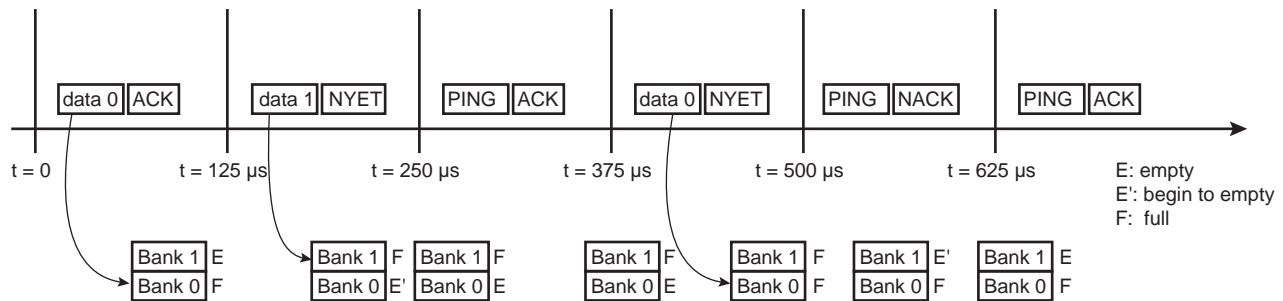 data 0 ACK data 1 NYET PING ACK data 0 NYET PING NACK PING ACK
t = 0 t = 125 µs t = 250 µs t = 375 µs t = 500 µs t = 625 µs
E: empty
E': begin to empty
F: full
Bank 1 E Bank 1 F Bank 1 F Bank 1 F Bank 1 F Bank 1 E' Bank 1 E
Bank 0 F Bank 0 E' Bank 0 E Bank 0 E Bank 0 F Bank 0 F Bank 0 F